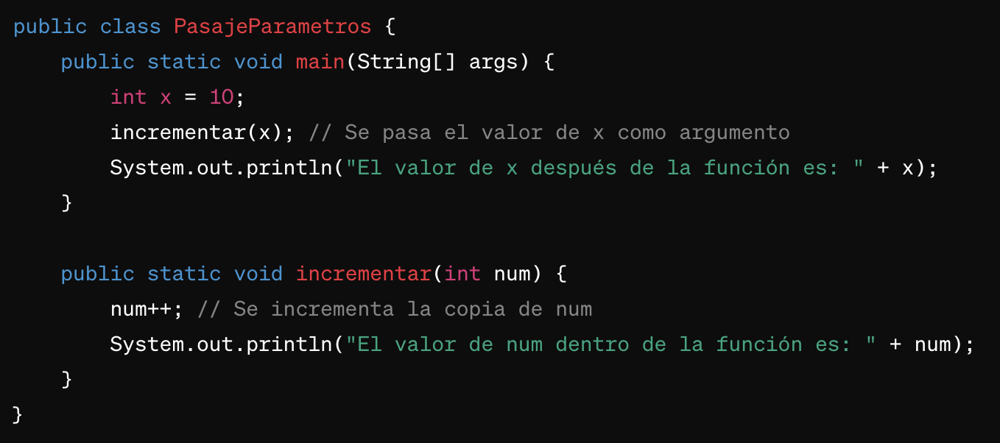 public class PasajeParametros {
    public static void main(String[] args) {
        int x = 10;
        incrementar(x); // Se pasa el valor de x como argumento
        System.out.println("El valor de x después de la función es: " + x);
    }

    public static void incrementar(int num) {
        num++; // Se incrementa la copia de num
        System.out.println("El valor de num dentro de la función es: " + num);
    }
}